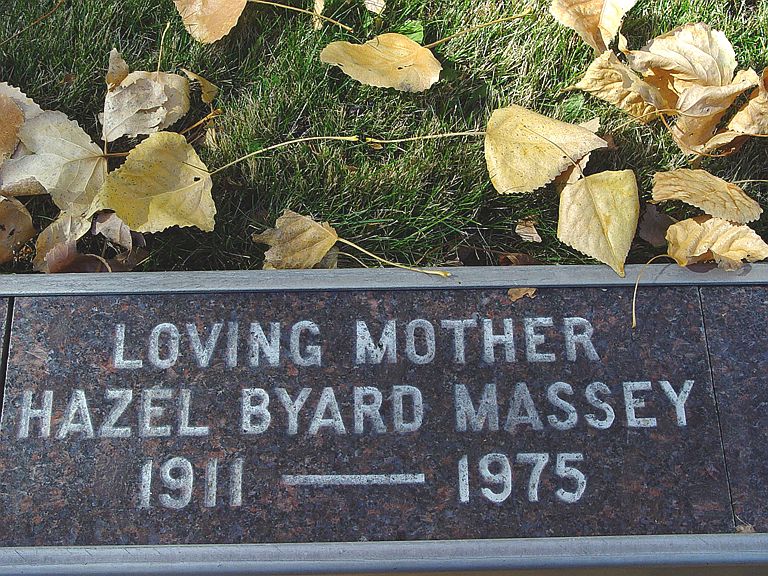 LOVING MOTHER
HAZEL BYARD MASSEY
1911 — 1975